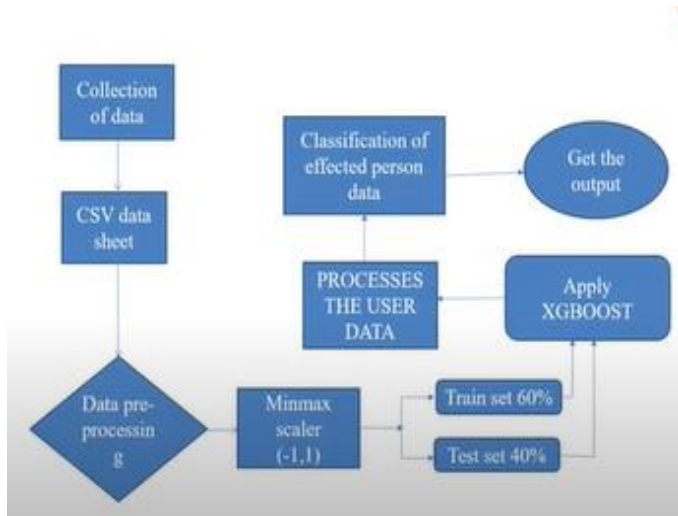 Collection
of data
CSV data
sheet
Data pre-
processin
g
Minmax
scaler
(-1,1)
Train set 60%
Test set 40%
Apply
XGBOOST
PROCESSES
THE USER
DATA
Classification of
effected person
data
Get the
output